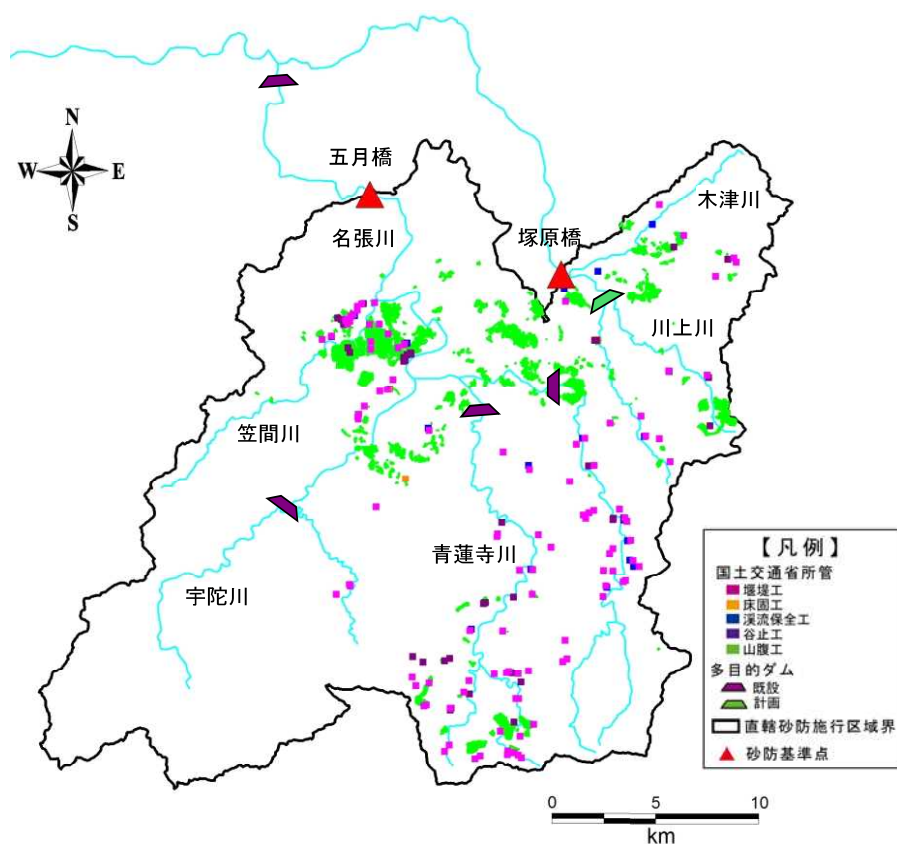 N
W E
S
五月橋
名張川
塚原橋
木津川
川上川
笠間川
青蓮寺川
宇陀川
【凡例】
国土交通省所管
堰堤工
床固工
渓流保全工
谷止工
山腹工
多目的ダム
既設
計画
直轄砂防施行区域界
砂防基準点
0 5 10
km